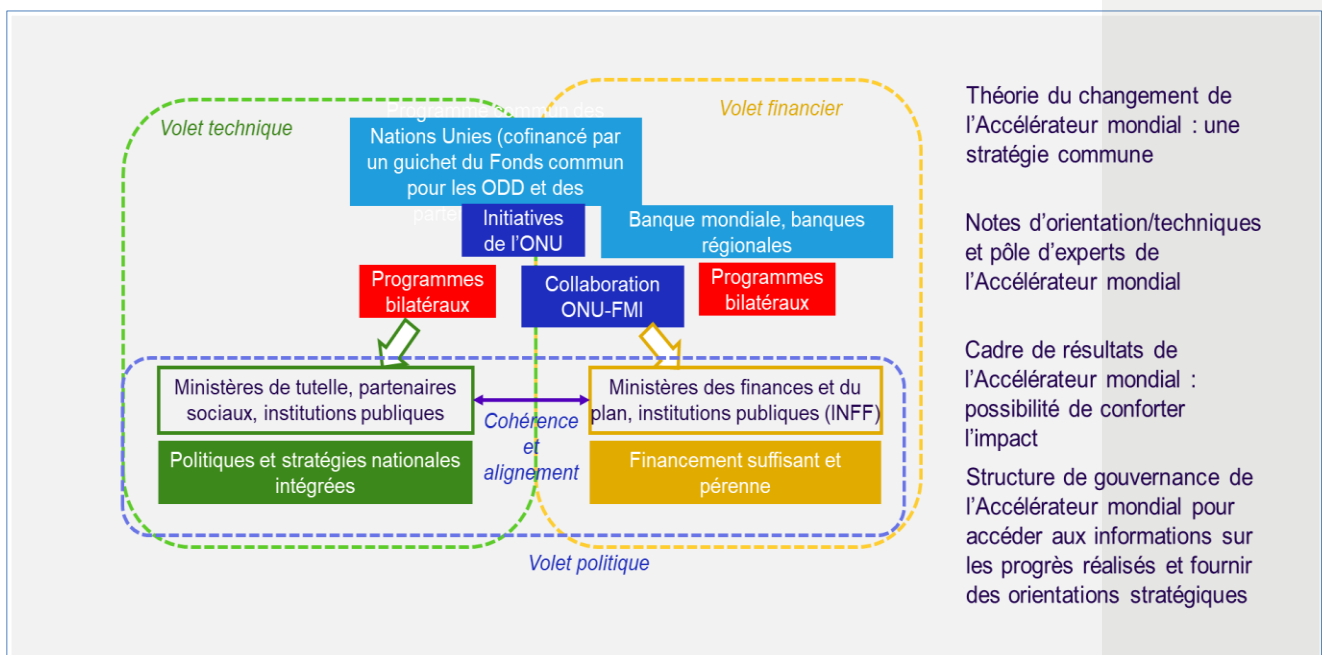 Volet technique
Volet financier
Programme commun des
Nations Unies (cofinancé par
un guichet du Fonds commun
pour les ODD et des
Initiatives
de l'ONU
Banque mondiale, banques
régionales
Programmes
bilatéraux
Collaboration
ONU-FMI
Programmes
bilatéraux
Ministères de tutelle, partenaires
sociaux, institutions publiques
Ministères des finances et du
plan, institutions publiques (INFF)
Cohérence
et
alignement
Politiques et stratégies nationales
intégrées
Financement suffisant et
pérenne
Volet politique
Théorie du changement de
l'Accélérateur mondial : une
stratégie commune
Notes d'orientation/techniques
et pôle d'experts de
l'Accélérateur mondial
Cadre de résultats de
l'Accélérateur mondial :
possibilité de conforter
l'impact
Structure de gouvernance de
l'Accélérateur mondial pour
accéder aux informations sur
les progrès réalisés et fournir
des orientations stratégiques